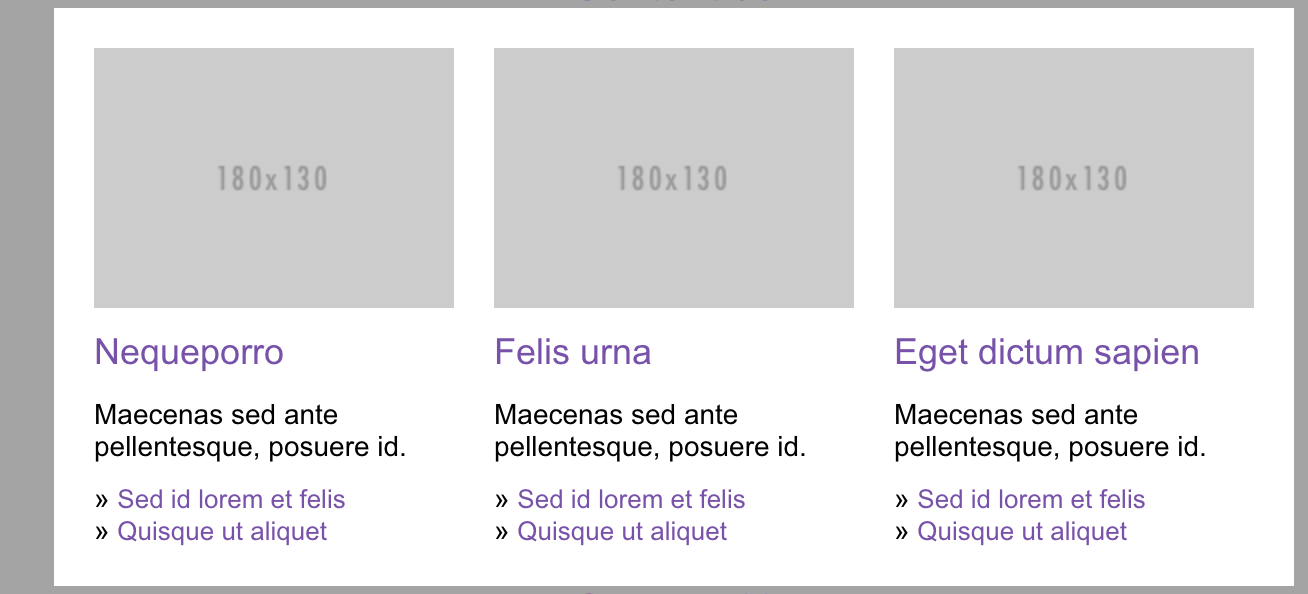 180x130
Nequeporro
Maecenas sed ante
pellentesque, posuere id.
» Sed id lorem et felis
» Quisque ut aliquet
180x130
Felis urna
Maecenas sed ante
pellentesque, posuere id.
» Sed id lorem et felis
» Quisque ut aliquet
180x130
Eget dictum sapien
Maecenas sed ante
pellentesque, posuere id.
» Sed id lorem et felis
» Quisque ut aliquet